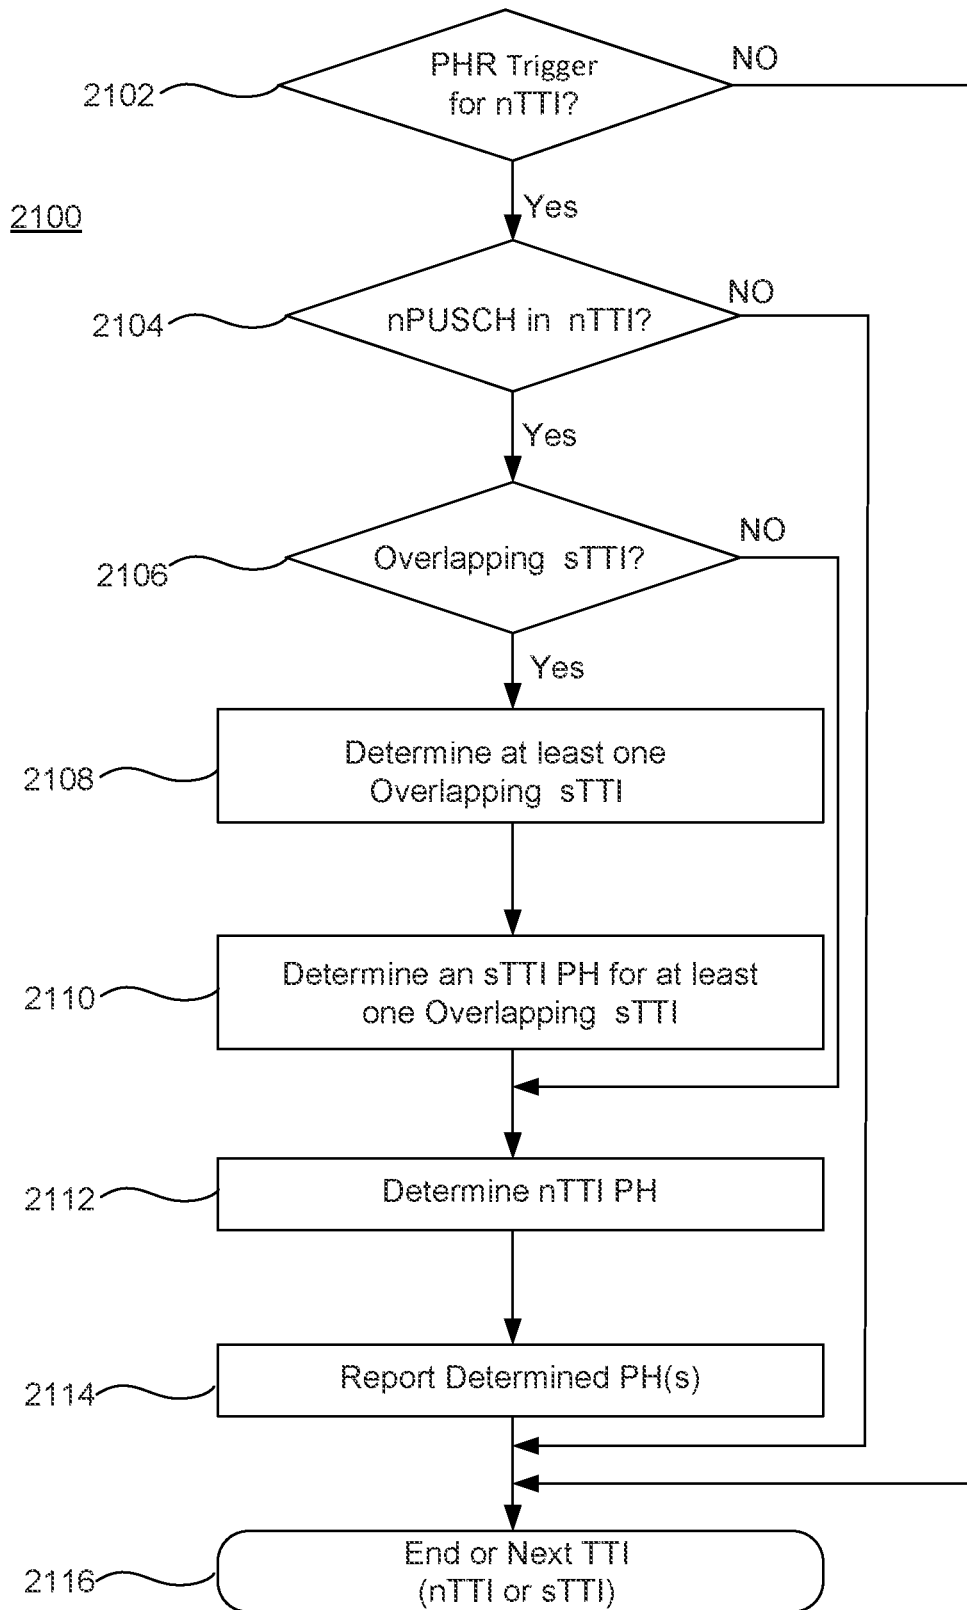 PHR Trigger
for nTTI?
NO
2102
Yes
2100
nPUSCH in nTTI?
NO
2104
Yes
Overlapping sTTI?
NO
2106
Yes
Determine at least one
Overlapping sTTI
2108
Determine an sTTI PH for at least
one Overlapping sTTI
2110
Determine nTTI PH
2112
Report Determined PH(s)
2114
End or Next TTI
(nTTI or sTTI)
2116